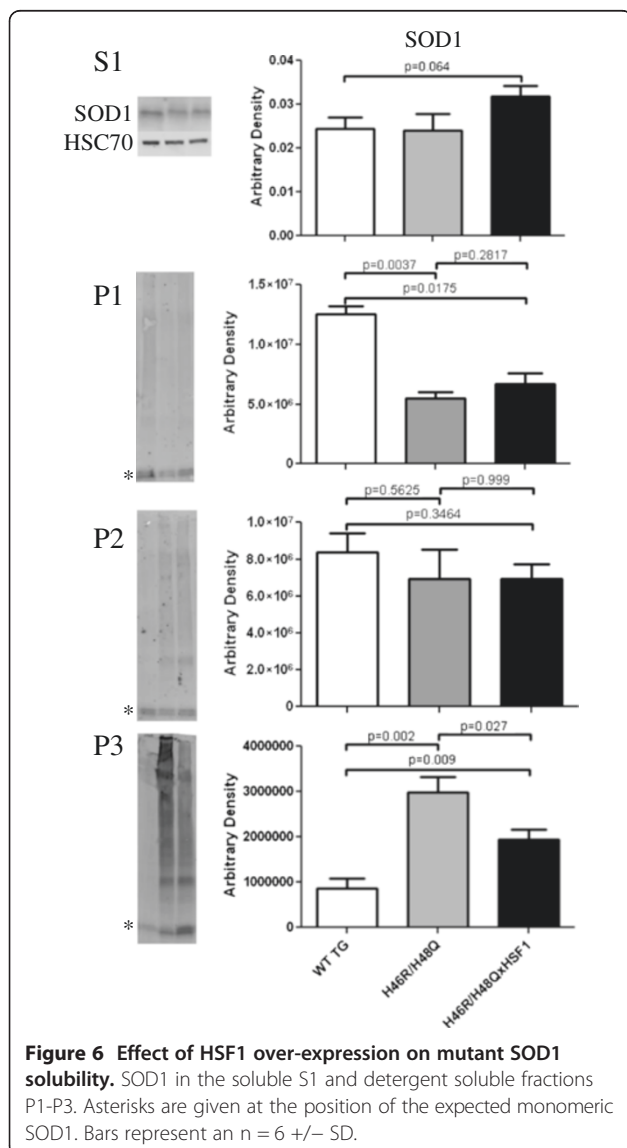 S1
SOD1
HSC70
SOD1
Arbitrary Density
0.04
0.03
0.02
0.01
0.00
p=0.064
P1
*
Arbitrary Density
1.5×10⁷
1.0×10⁷
5.0×10⁶
0
p=0.2817
p=0.0037
p=0.0175
P2
*
Arbitrary Density
1.0×10⁷
8.0×10⁶
6.0×10⁶
4.0×10⁶
2.0×10⁶
0
p=0.999
p=0.5625
p=0.3464
P3
*
Arbitrary Density
4000000
3000000
2000000
1000000
0
p=0.002
p=0.027
p=0.009
WT TG
H46R/H48Q
H46R/H48QxHSF1
Figure 6 Effect of HSF1 over-expression on mutant SOD1
solubility. SOD1 in the soluble S1 and detergent soluble fractions
P1-P3. Asterisks are given at the position of the expected monomeric
SOD1. Bars represent an n = 6 +/− SD.